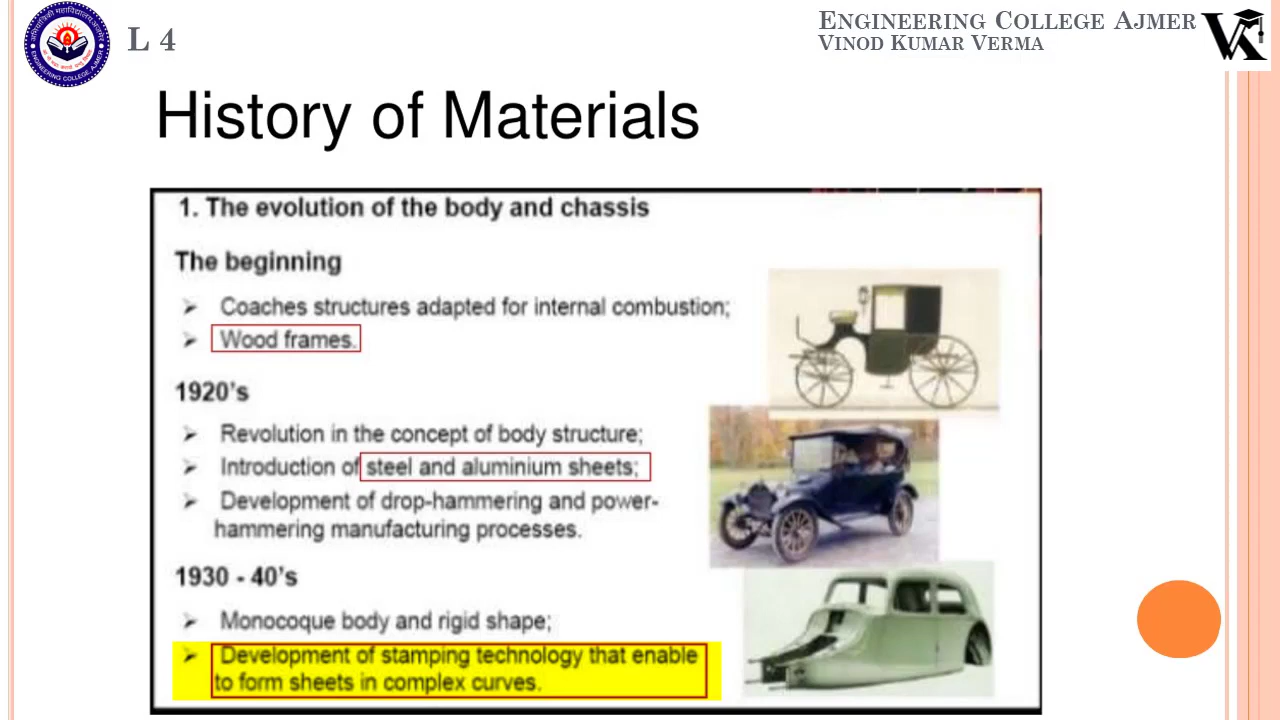 L 4
ENGINEERING COLLEGE AJMER
VINOD KUMAR VERMA
ENGINEERING COLLEGE AJMER
History of Materials
1. The evolution of the body and chassis
The beginning
➢ Coaches structures adapted for internal combustion;
➢ Wood frames.
1920's
➢ Revolution in the concept of body structure;
➢ Introduction of steel and aluminium sheets;
➢ Development of drop-hammering and power-
hammering manufacturing processes.
1930 - 40's
➢ Monocoque body and rigid shape;
➢ Development of stamping technology that enable
to form sheets in complex curves.